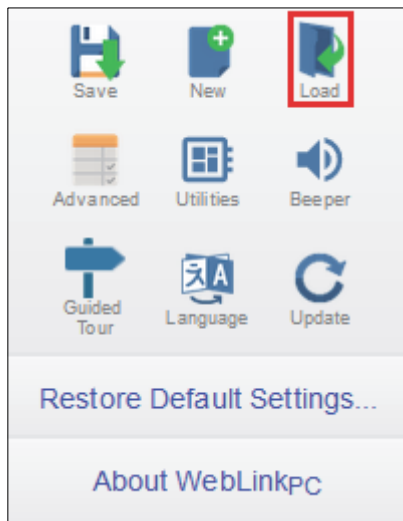 Save New Load
Advanced Utilities Beeper
Guided
Tour
Language Update
Restore Default Settings...
About WebLinkPC